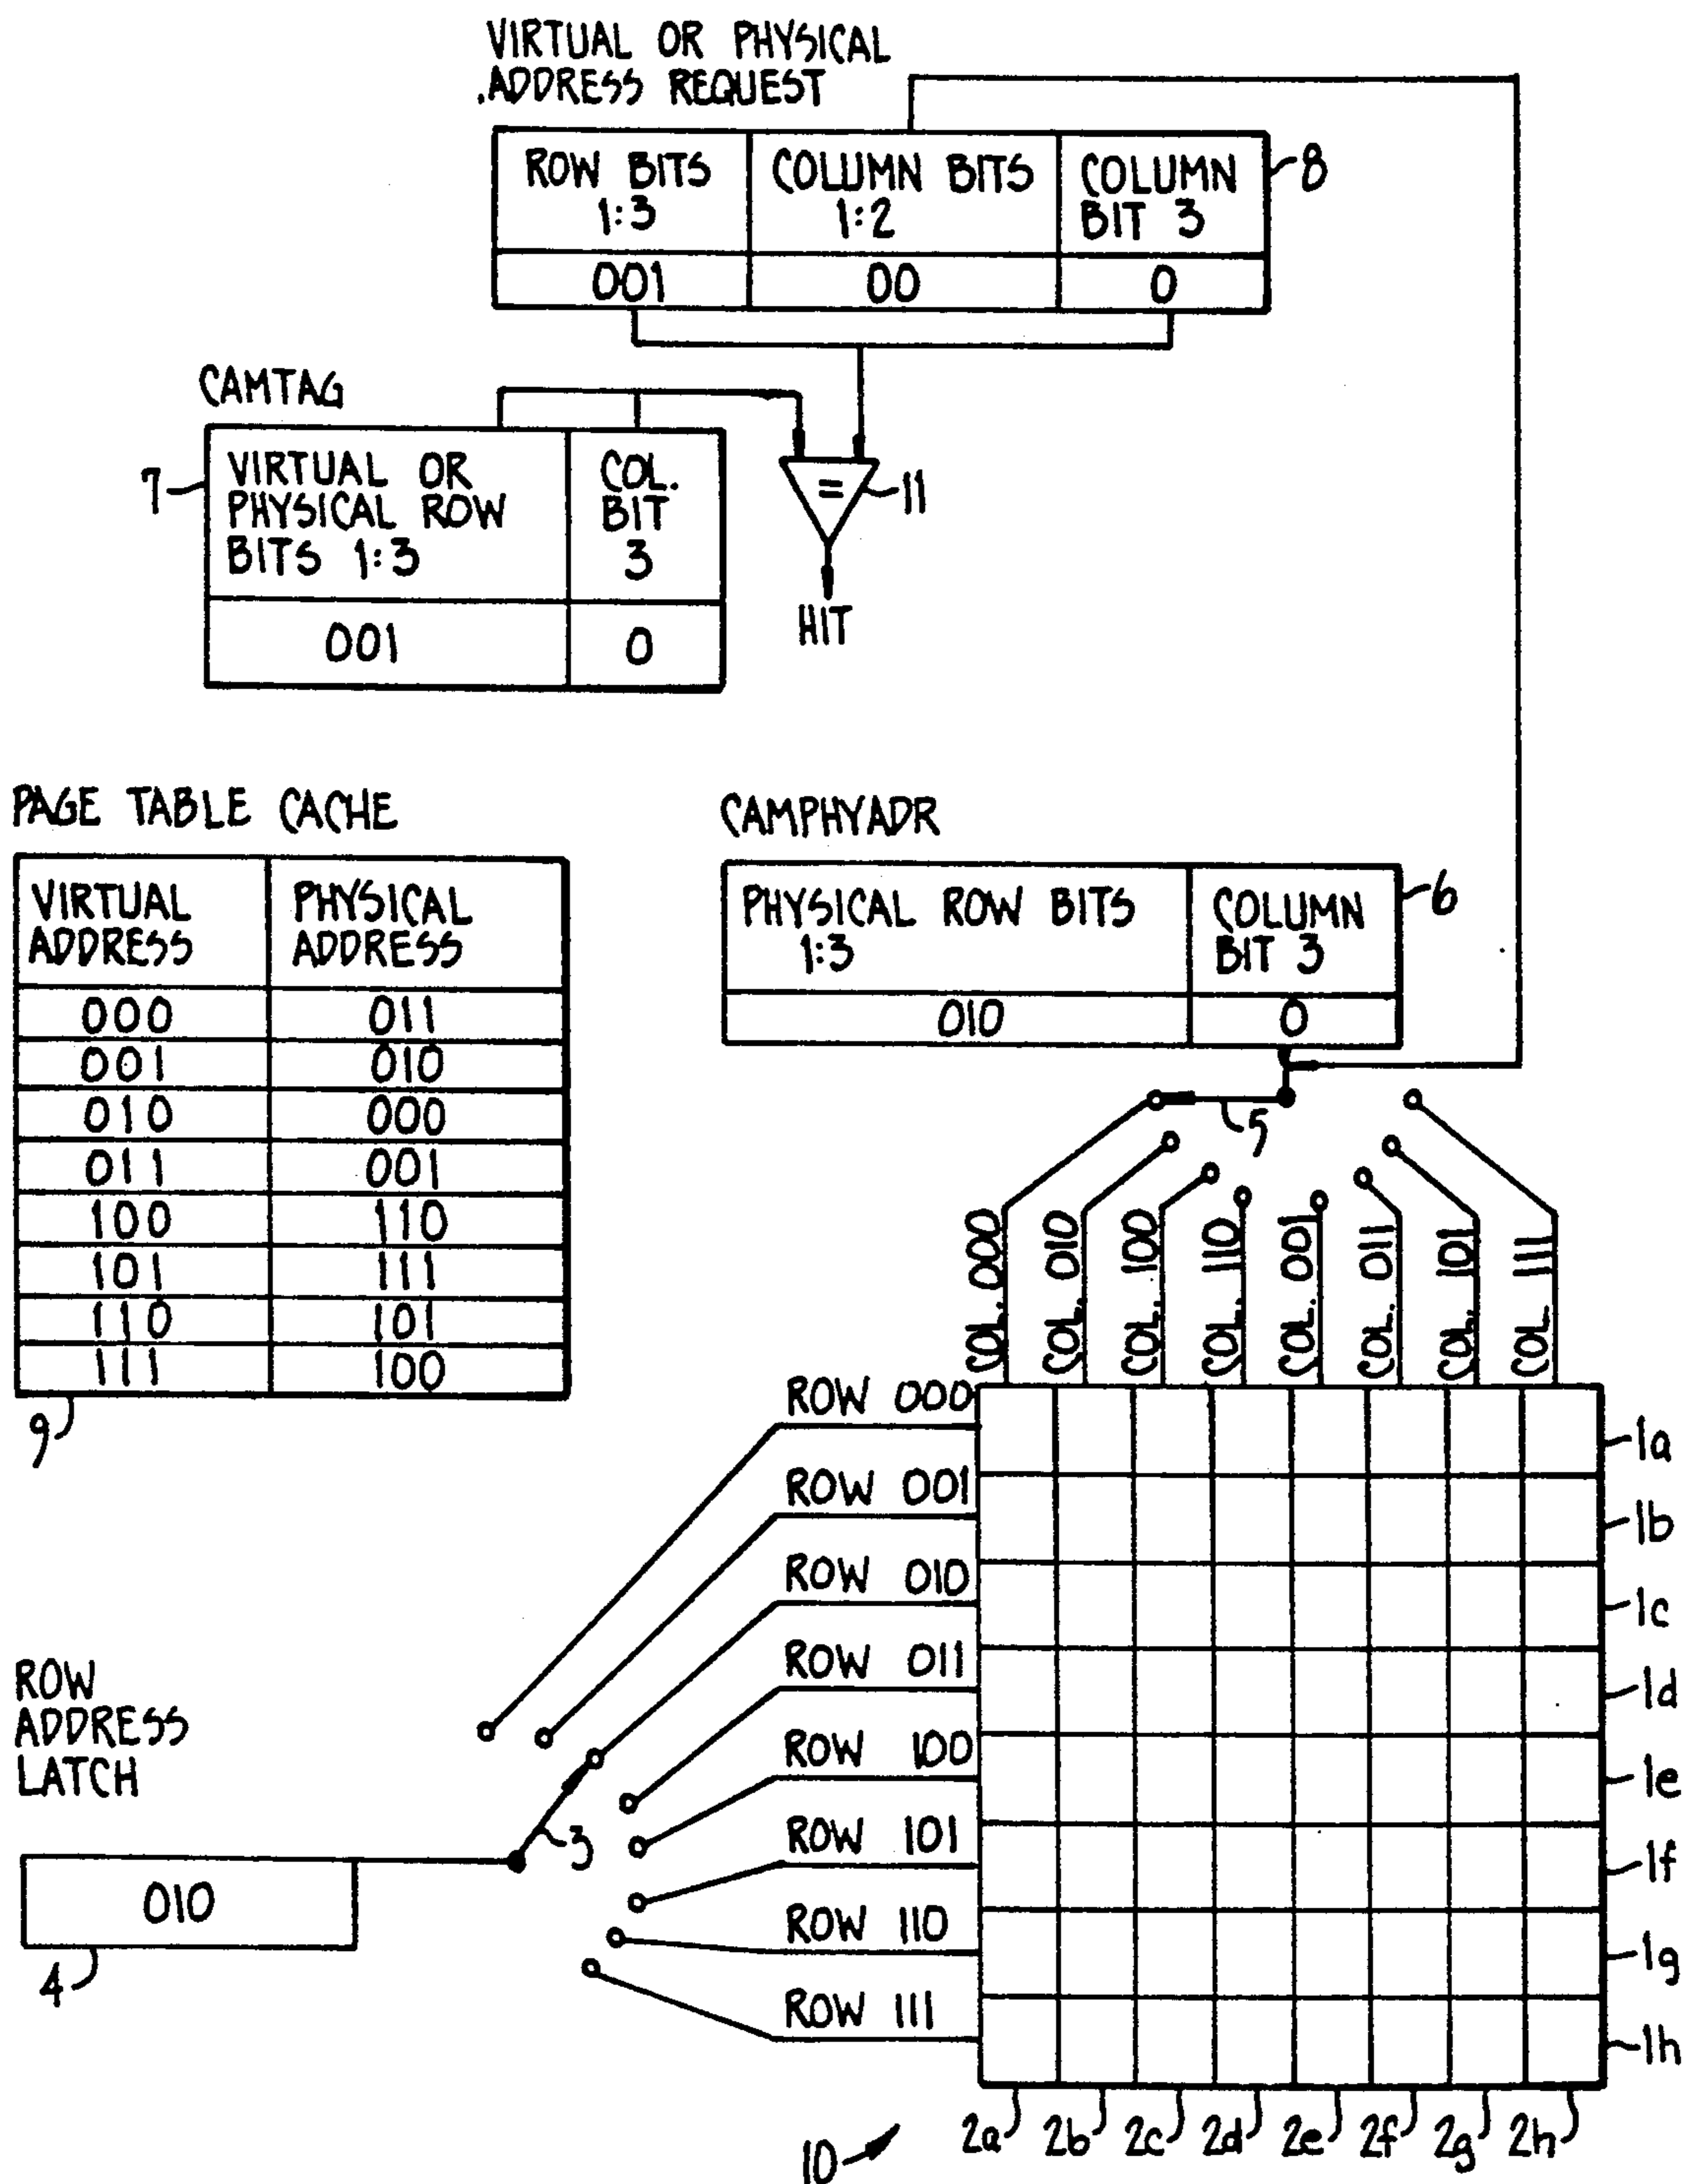 VIRTUAL OR PHYSICAL
.ADDRESS REQUEST
ROW BITS
1:3
COLUMN BITS
1:2
COLUMN
BIT 3
8
001
00
0
CAMTAG
7
VIRTUAL OR
PHYSICAL ROW
BITS 1:3
COL.
BIT
3
=
11
HIT
001
0
PAGE TABLE CACHE
VIRTUAL
ADDRESS
PHYSICAL
ADDRESS
000 011
001 010
010 000
011 001
100 110
101 111
110 101
111 100
9
CAMPHYADR
PHYSICAL ROW BITS
1:3
COLUMN
BIT 3
6
010
0
5
COL. 000
COL. 010
COL. 100
COL. 110
COL. 001
COL. 011
COL. 101
COL. 111
ROW 000
ROW 001
ROW 010
ROW 011
ROW 100
ROW 101
ROW 110
ROW 111
1a
1b
1c
1d
1e
1f
1g
1h
ROW
ADDRESS
LATCH
3
010
4
10
2a 2b 2c 2d 2e 2f 2g 2h